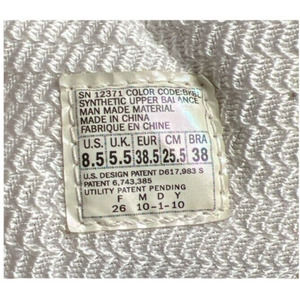 SN 12371 COLOR CODE:BKSL
SYNTHETIC UPPER BALANCE
MAN MADE MATERIAL
MADE IN CHINA
FABRIQUE EN CHINE
U.S. U.K. EUR CM BRA
8.5 5.5 38.5 25.5 38
U.S. DESIGN PATENT D617,983 S
PATENT 6,743,385
UTILITY PATENT PENDING
F M D Y
26 10-1-10